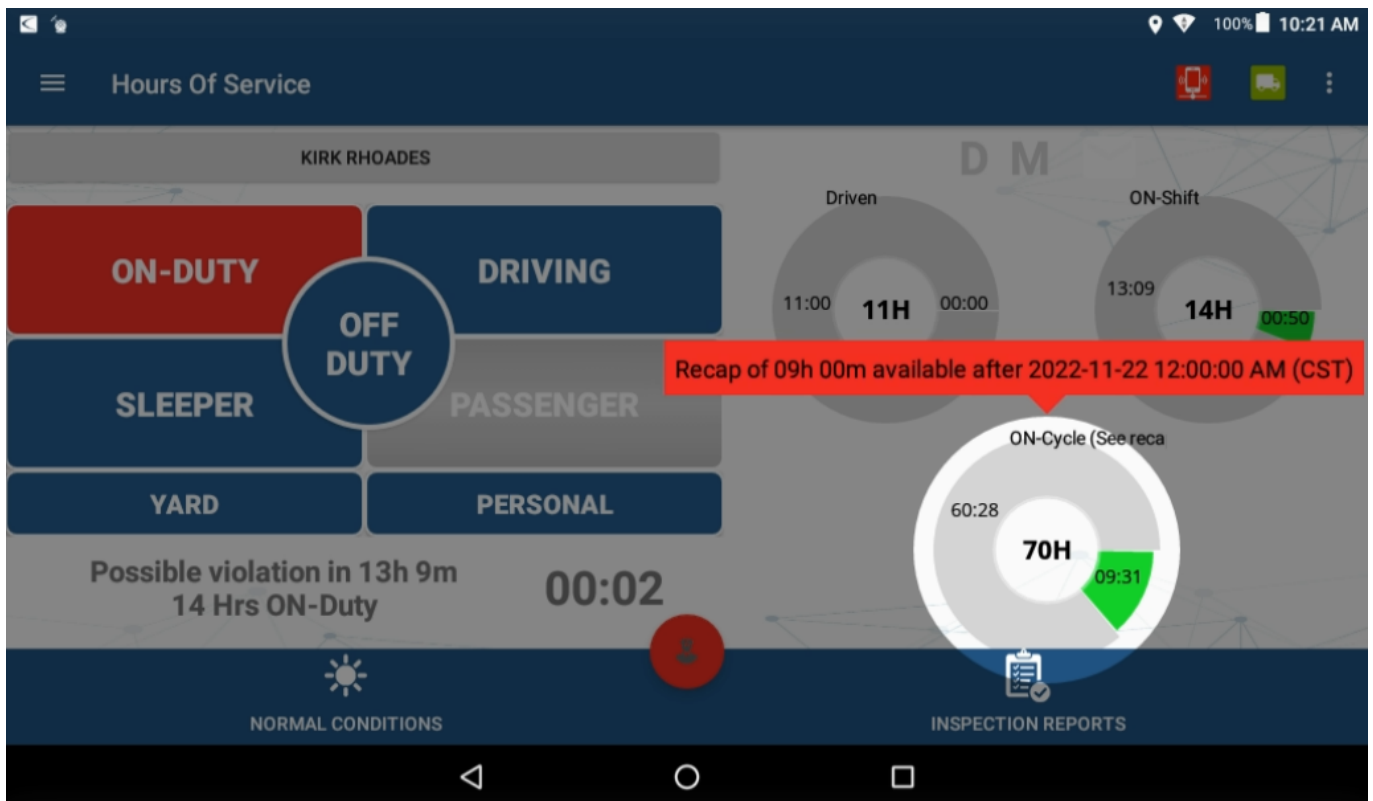 100% 10:21 AM
Hours Of Service
KIRK RHOADES
D M
ON-DUTY
DRIVING
OFF
DUTY
SLEEPER
PASSENGER
YARD
PERSONAL
Possible violation in 13h 9m
14 Hrs ON-Duty
00:02
Driven
11:00 11H 00:00
ON-Shift
13:09 14H 00:50
Recap of 09h 00m available after 2022-11-22 12:00:00 AM (CST)
ON-Cycle (See reca
60:28
70H
09:31
NORMAL CONDITIONS
INSPECTION REPORTS